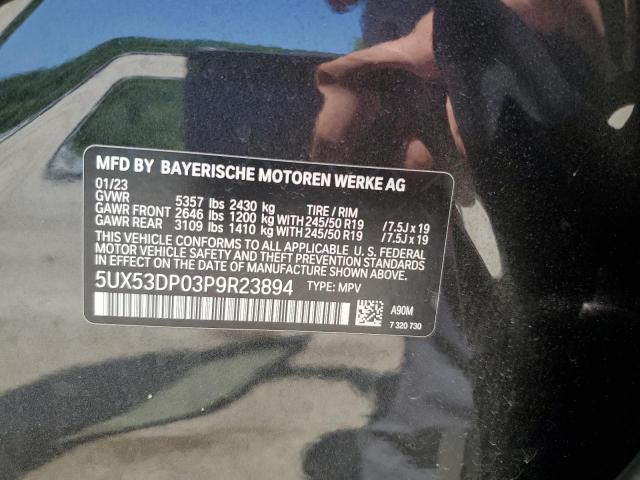 MFD BY BAYERISCHE MOTOREN WERKE AG
01/23
GVWR 5357 lbs 2430 kg TIRE / RIM
GAWR FRONT 2646 lbs 1200 kg WITH 245/50 R19 /7.5J x 19
GAWR REAR 3109 lbs 1410 kg WITH 245/50 R19 /7.5J x 19
THIS VEHICLE CONFORMS TO ALL APPLICABLE U.S. FEDERAL
MOTOR VEHICLE SAFETY AND THEFT PREVENTION STANDARDS
IN EFFECT ON THE DATE OF MANUFACTURE SHOWN ABOVE.
5UX53DP03P9R23894 TYPE: MPV
A90M
7 320 730